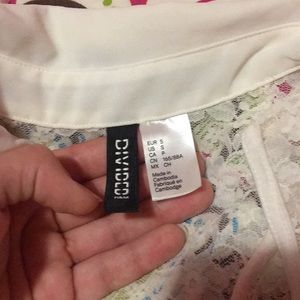 DIVIDED
H&M
EUR S
US S
CA P
CN 165/88A
MX CH
Made in
Cambodia
Fabriqué en
Cambodge